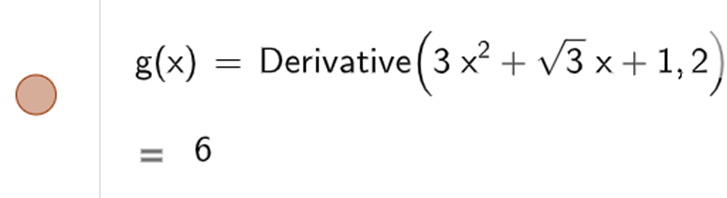 g(x) = Derivative(3 x² + √3 x + 1, 2)
= 6